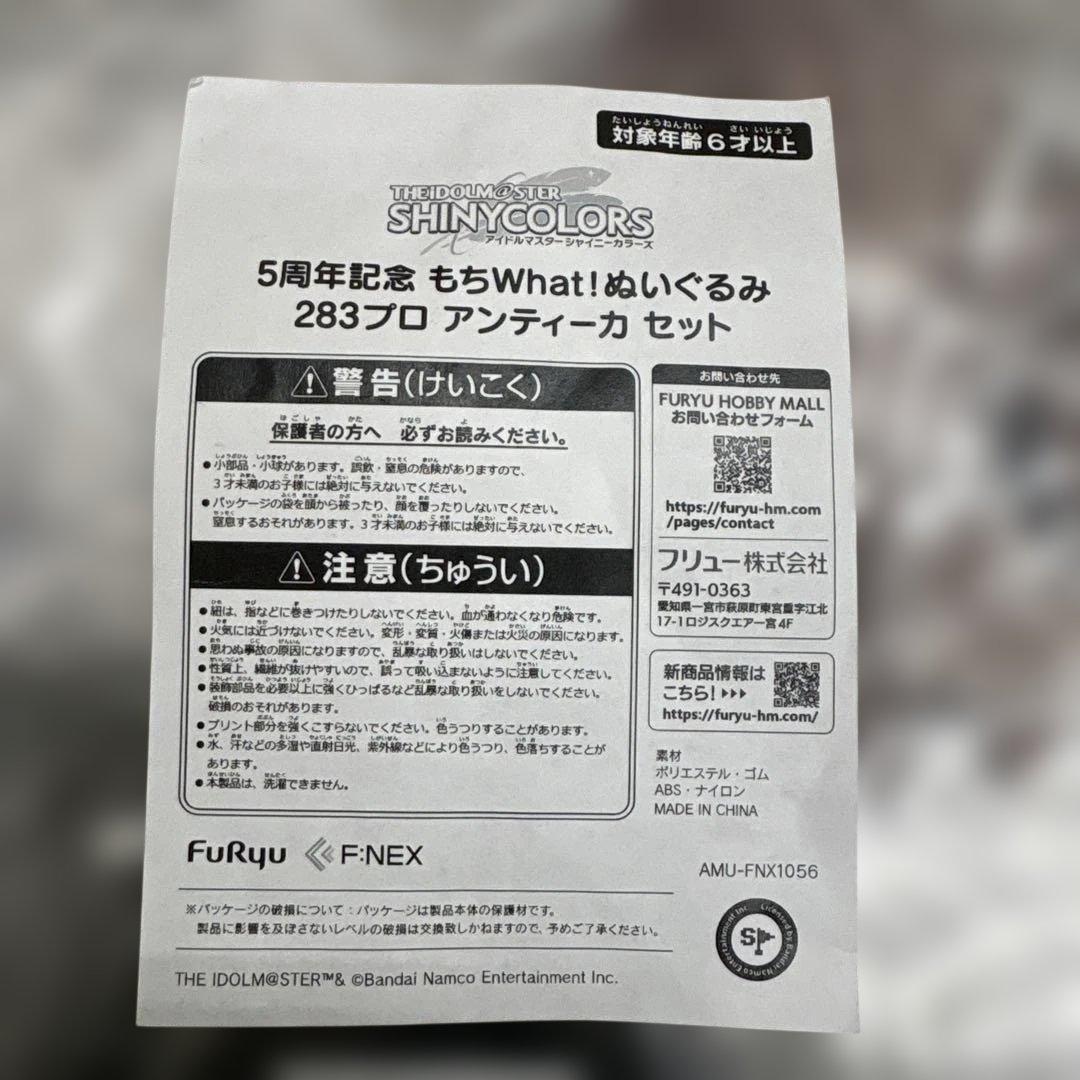 対象年齢6才以上
THE iDOLM@STER
SHINYCOLORS
アイドルマスター シャイニーカラーズ
5周年記念 もちWhat!ぬいぐるみ
283プロ アンティーカ セット
⚠警告(けいこく)
保護者の方へ 必ずお読みください。
●小部品・小球があります。誤飲・窒息の危険がありますので、
3才未満のお子様には絶対に与えないでください。
●パッケージの袋を頭から被ったり、顔を覆ったりしないでください。
窒息するおそれがあります。3才未満のお子様には絶対に与えないでください。
⚠注意(ちゅうい)
●紐は、指などに巻きつけたりしないでください。血が通わなくなり危険です。
●火気には近づけないでください。変形・変質・火傷または火災の原因になります。
●思わぬ事故の原因になりますので、乱暴な取り扱いはしないでください。
●性質上、繊維が抜けやすいので、誤って吸い込まないように注意してください。
●装飾部品を必要以上に強くひっぱるなど乱暴な取り扱いをしないでください。
破損のおそれがあります。
●プリント部分を強くこすらないでください。色うつりすることがあります。
●水、汗などの多湿や直射日光、紫外線などにより色うつり、色落ちすることが
あります。
●本製品は、洗濯できません。
お問い合わせ先
FURYU HOBBY MALL
お問い合わせフォーム
https://furyu-hm.com
/pages/contact
フリュー株式会社
〒491-0363
愛知県一宮市萩原町東宮重字江北
17-1ロジスクエアー宮4F
新商品情報は
こちら!▶▶▶
https://furyu-hm.com/
素材
ポリエステル・ゴム
ABS・ナイロン
MADE IN CHINA
FuRyu F:NEX
AMU-FNX1056
※パッケージの破損について:パッケージは製品本体の保護材です。
製品に影響を及ぼさないレベルの破損は交換致しかねますので、予めご了承ください。
Licensed by Bandai Namco Entertainment Inc.
SP
THE IDOLM@STER™& ©Bandai Namco Entertainment Inc.